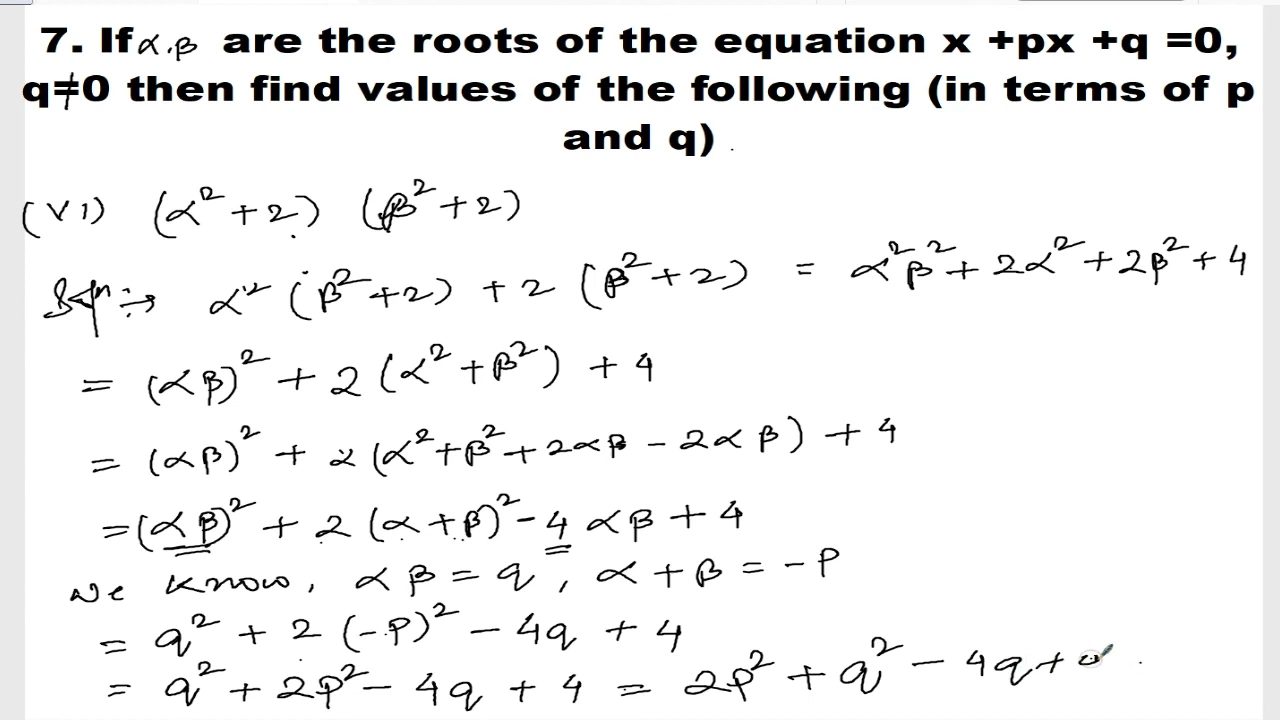 7. If α.β are the roots of the equation x +px +q =0,
q≠0 then find values of the following (in terms of p
and q)
(VI) (α² + 2) (β² + 2)
Solⁿ :→ α² (β² + 2) + 2 (β² + 2) = α²β² + 2α² + 2β² + 4
= (αβ)² + 2 (α² + β²) + 4
= (αβ)² + 2 (α² + β² + 2αβ - 2αβ) + 4
= (αβ)² + 2 (α + β)² - 4 αβ + 4
we know, αβ = q, α + β = -P
= q² + 2 (-P)² - 4q + 4
= q² + 2P² - 4q + 4 = 2P² + q² - 4q +